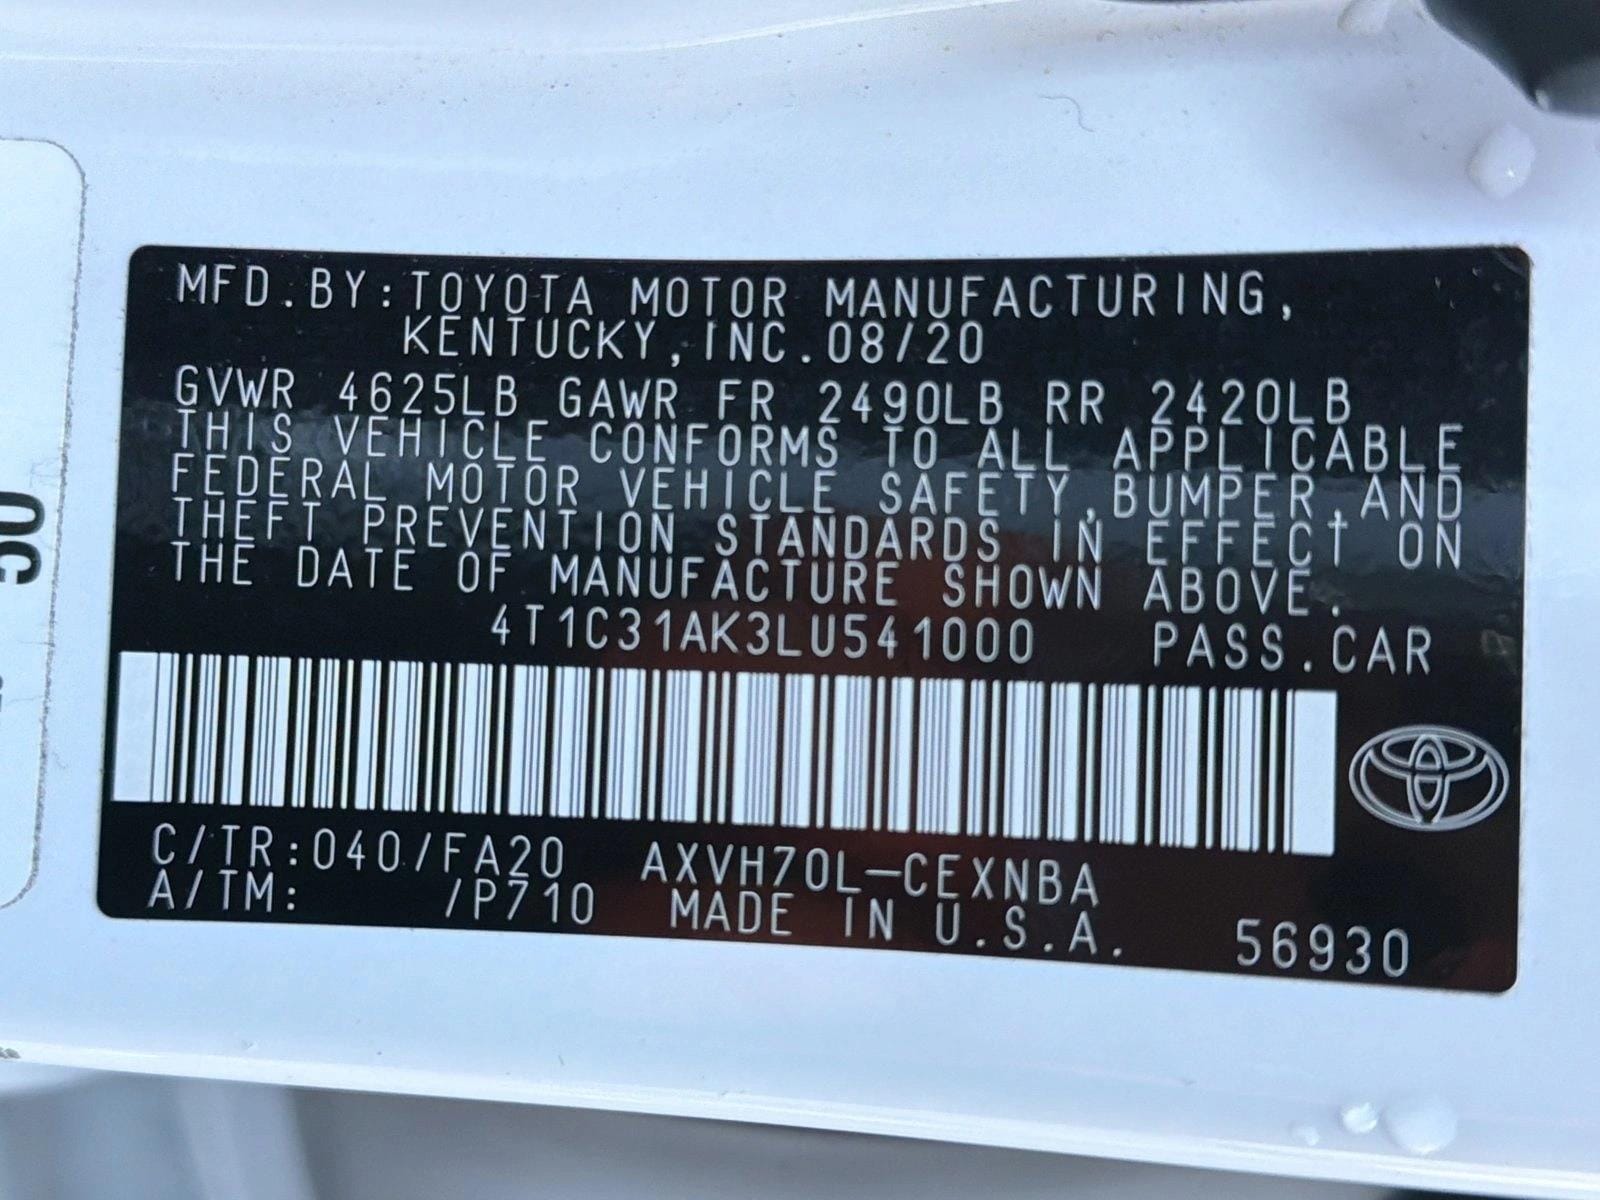 MFD.BY:TOYOTA MOTOR MANUFACTURING,
KENTUCKY,INC.08/20
GVWR 4625LB GAWR FR 2490LB RR 2420LB
THIS VEHICLE CONFORMS TO ALL APPLICABLE
FEDERAL MOTOR VEHICLE SAFETY,BUMPER,AND
THEFT PREVENTION STANDARDS IN EFFECT ON
THE DATE OF MANUFACTURE SHOWN ABOVE.
4T1C31AK3LU541000 PASS.CAR
C/TR:040/FA20 AXVH70L-CEXNBA
A/TM: /P710 MADE IN U.S.A. 56930